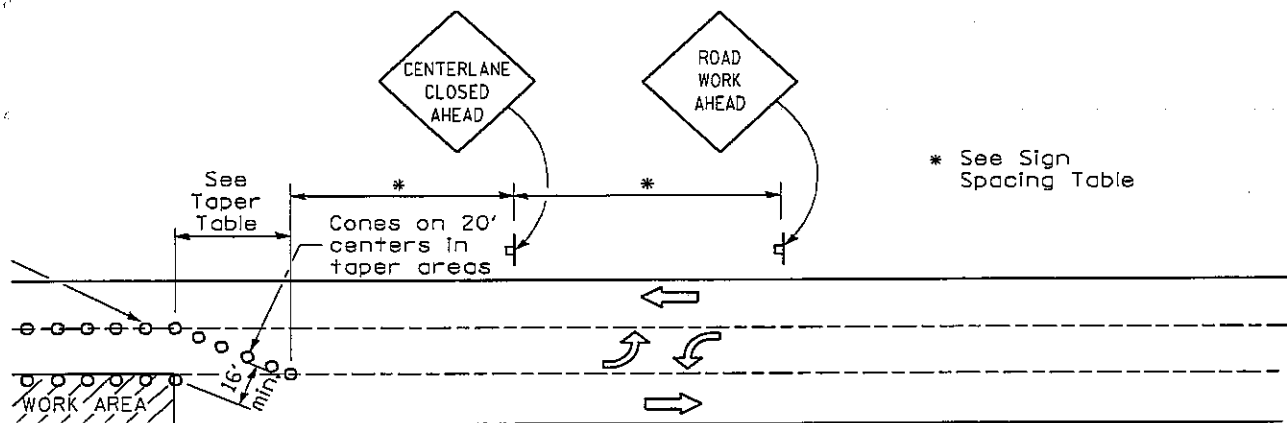 CENTERLANE
CLOSED
AHEAD
ROAD
WORK
AHEAD
* See Sign
Spacing Table
See
Taper
Table
*
*
Cones on 20'
centers in
taper areas
16'
min.
WORK AREA